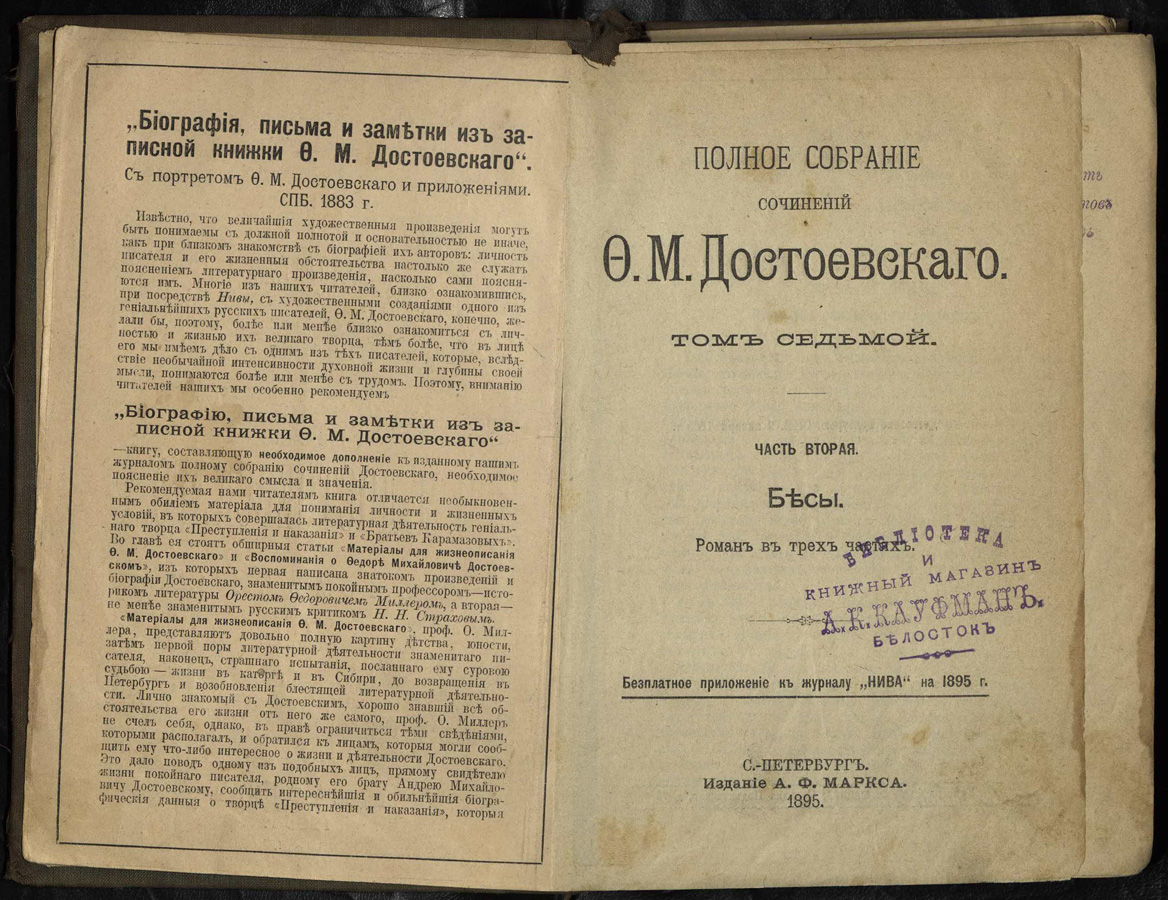 „Біографія, письма и замѣтки изъ за-
писной книжки Ѳ. М. Достоевскаго“.
Съ портретомъ Ѳ. М. Достоевскаго и приложеніями.
СПБ. 1883 г.
Извѣстно, что величайшія художественныя произведенія могутъ
быть понимаемы съ должной полнотой и основательностью не иначе,
какъ при близкомъ знакомствѣ съ біографіей ихъ авторовъ: личность
писателя и его жизненныя обстоятельства настолько же служатъ
поясненіемъ литературнаго произведенія, насколько сами поясня-
ются имъ. Многіе изъ нашихъ читателей, близко ознакомившись,
при посредствѣ Нивы, съ художественными созданіями одного изъ
геніальнѣйшихъ русскихъ писателей, Ѳ. М. Достоевскаго, конечно, же-
лали бы, поэтому, болѣе или менѣе близко ознакомиться съ лич-
ностью и жизнью ихъ великаго творца, тѣмъ болѣе, что въ лицѣ
его мы имѣемъ дѣло съ однимъ изъ тѣхъ писателей, которые, вслѣд-
ствіе необычайной интенсивности духовной жизни и глубины своей
мысли, понимаются болѣе или менѣе съ трудомъ. Поэтому, вниманію
читателей нашихъ мы особенно рекомендуемъ
„Біографію, письма и замѣтки изъ за-
писной книжки Ѳ. М. Достоевскаго“
—книгу, составляющую необходимое дополненіе къ изданному нашимъ
журналомъ полному собранію сочиненій Достоевскаго, необходимое
поясненіе ихъ великаго смысла и значенія.
Рекомендуемая нами читателямъ книга отличается необыкновен-
нымъ обиліемъ матеріала для пониманія личности и жизненныхъ
условій, въ которыхъ совершалась литературная дѣятельность геніаль-
наго творца «Преступленія и наказанія» и «Братьевъ Карамазовыхъ».
Во главѣ ея стоятъ обширныя статьи «Матеріалы для жизнеописанія
Ѳ. М. Достоевскаго» и «Воспоминанія о Ѳедорѣ Михайловичѣ Достоев-
скомъ», изъ которыхъ первая написана знатокомъ произведеній и
біографіи Достоевскаго, знаменитымъ покойнымъ профессоромъ—исто-
рикомъ литературы Орестомъ Ѳедоровичемъ Миллеромъ, а вторая—
не менѣе знаменитымъ русскимъ критикомъ Н. Н. Страховымъ.
«Матеріалы для жизнеописанія Ѳ. М. Достоевскаго», проф. О. Мил-
лера, представляютъ довольно полную картину дѣтства, юности,
затѣмъ первой поры литературной дѣятельности знаменитаго пи-
сателя, наконецъ, страшнаго испытанія, посланнаго ему суровою
судьбою — жизни въ каторгѣ и въ Сибири, до возвращенія въ
Петербургъ и возобновленія блестящей литературной дѣятельно-
сти. Лично знакомый съ Достоевскимъ, хорошо знавшій всѣ об-
стоятельства его жизни отъ него же самого, проф. О. Миллеръ
не счелъ себя, однако, въ правѣ ограничиться тѣми свѣдѣніями,
которыми располагалъ, и обратился къ лицамъ, которыя могли сооб-
щить ему что-либо интересное о жизни и дѣятельности Достоевскаго.
Это дало поводъ одному изъ подобныхъ лицъ, прямому свидѣтелю
жизни покойнаго писателя, родному его брату Андрею Михайло-
вичу Достоевскому, сообщить интереснѣйшія и обильнѣйшія біогра-
фическія данныя о творцѣ «Преступленія и наказанія», которыя
ПОЛНОЕ СОБРАНІЕ
СОЧИНЕНІЙ
Ѳ. М. Достоевскаго.
ТОМЪ СЕДЬМОЙ.
ЧАСТЬ ВТОРАЯ.
Бѣсы.
Романъ въ трехъ частяхъ.
БИБЛІОТЕКА
И
КНИЖНЫЙ МАГАЗИНЪ
А. К. КАУФМАНЪ.
БѢЛОСТОКЪ
Безплатное приложеніе къ журналу „НИВА“ на 1895 г.
С.-ПЕТЕРБУРГЪ.
Изданіе А. Ф. МАРКСА.
1895.